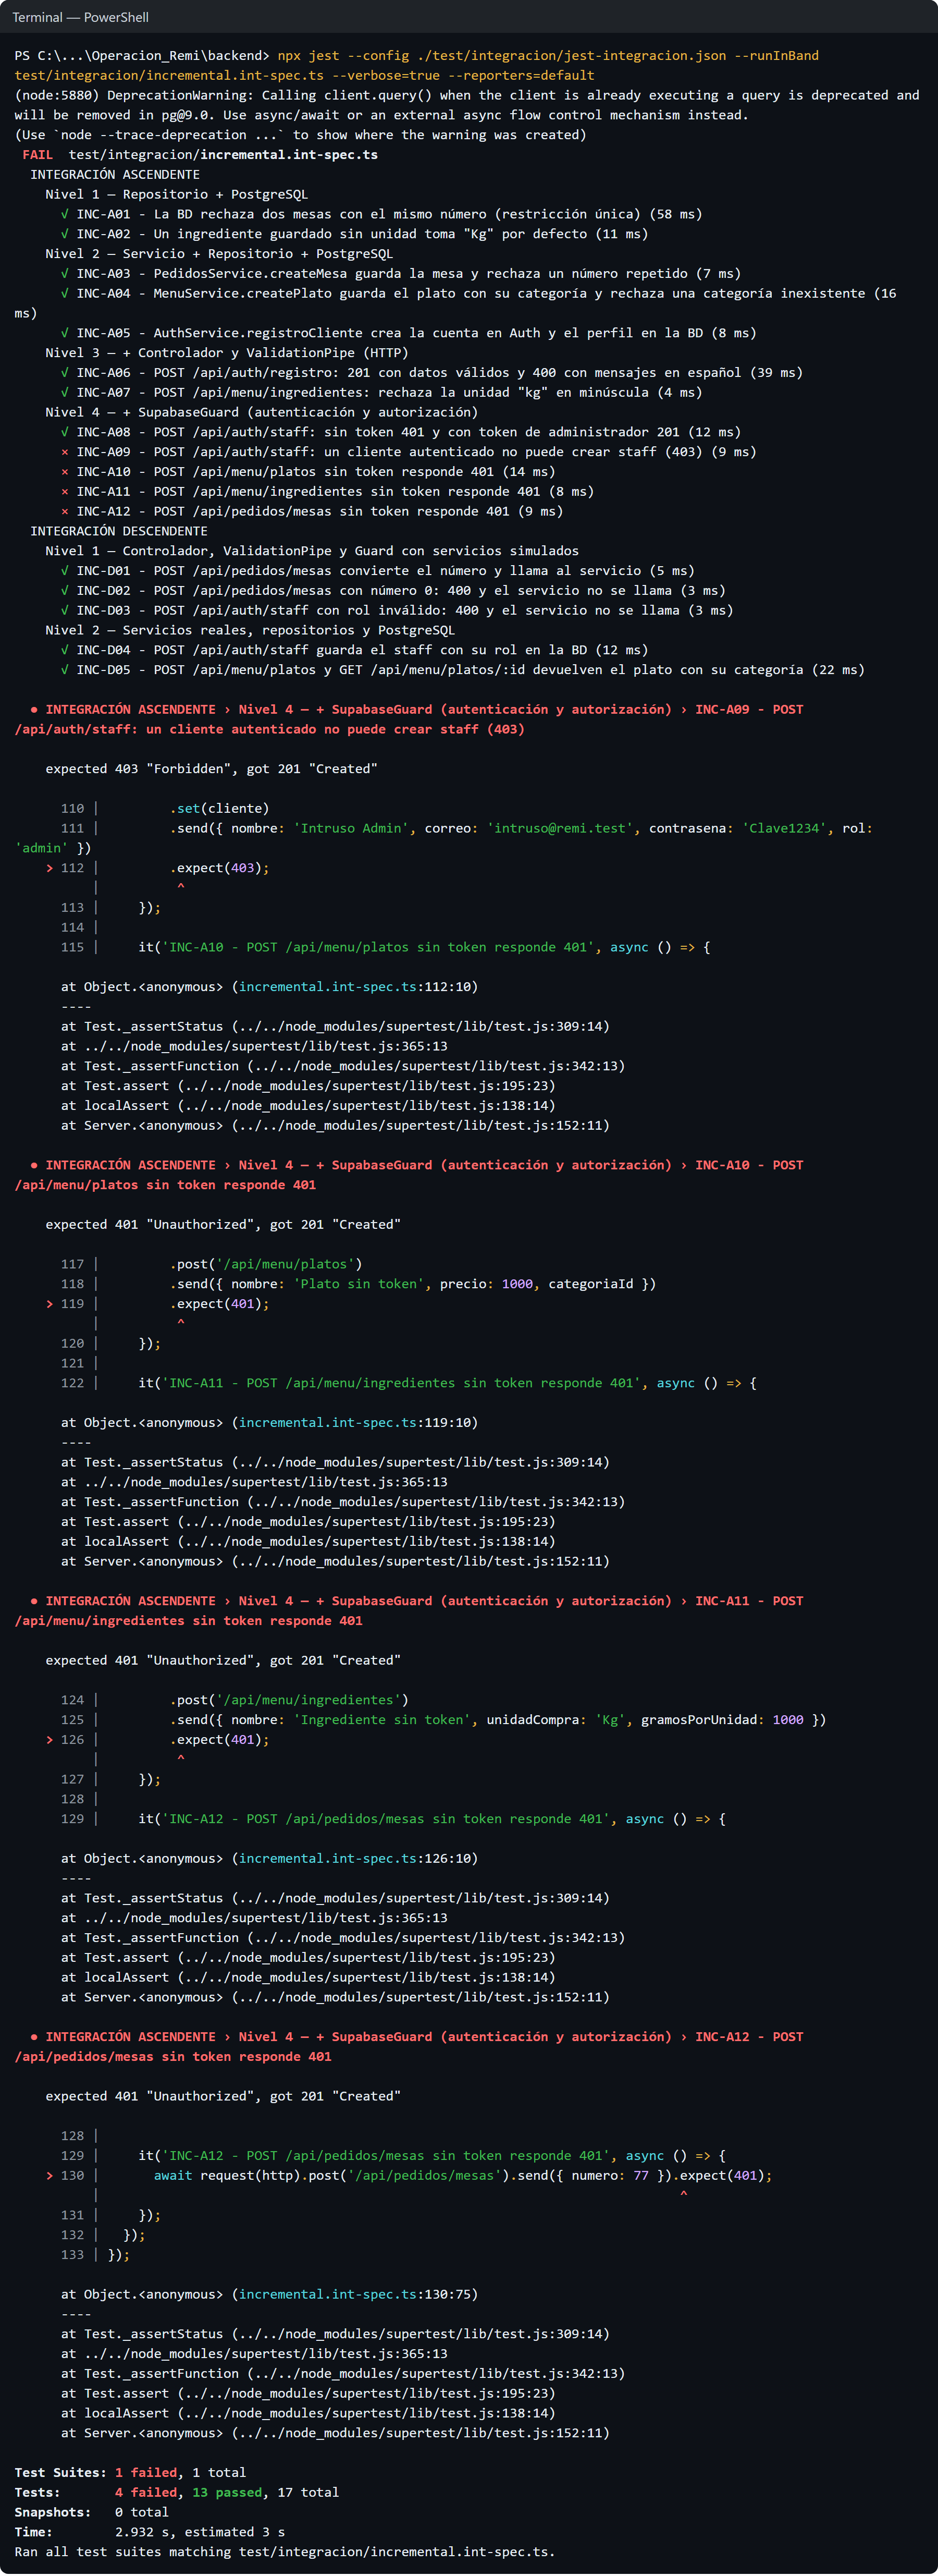 Terminal — PowerShell
PS C:\...\Operacion_Remi\backend> npx jest --config ./test/integracion/jest-integracion.json --runInBand
test/integracion/incremental.int-spec.ts --verbose=true --reporters=default
(node:5880) DeprecationWarning: Calling client.query() when the client is already executing a query is deprecated and
will be removed in pg@9.0. Use async/await or an external async flow control mechanism instead.
(Use `node --trace-deprecation ...` to show where the warning was created)
FAIL  test/integracion/incremental.int-spec.ts
  INTEGRACIÓN ASCENDENTE
    Nivel 1 — Repositorio + PostgreSQL
      √ INC-A01 - La BD rechaza dos mesas con el mismo número (restricción única) (58 ms)
      √ INC-A02 - Un ingrediente guardado sin unidad toma "Kg" por defecto (11 ms)
    Nivel 2 — Servicio + Repositorio + PostgreSQL
      √ INC-A03 - PedidosService.createMesa guarda la mesa y rechaza un número repetido (7 ms)
      √ INC-A04 - MenuService.createPlato guarda el plato con su categoría y rechaza una categoría inexistente (16
ms)
      √ INC-A05 - AuthService.registroCliente crea la cuenta en Auth y el perfil en la BD (8 ms)
    Nivel 3 — + Controlador y ValidationPipe (HTTP)
      √ INC-A06 - POST /api/auth/registro: 201 con datos válidos y 400 con mensajes en español (39 ms)
      √ INC-A07 - POST /api/menu/ingredientes: rechaza la unidad "kg" en minúscula (4 ms)
    Nivel 4 — + SupabaseGuard (autenticación y autorización)
      √ INC-A08 - POST /api/auth/staff: sin token 401 y con token de administrador 201 (12 ms)
      × INC-A09 - POST /api/auth/staff: un cliente autenticado no puede crear staff (403) (9 ms)
      × INC-A10 - POST /api/menu/platos sin token responde 401 (14 ms)
      × INC-A11 - POST /api/menu/ingredientes sin token responde 401 (8 ms)
      × INC-A12 - POST /api/pedidos/mesas sin token responde 401 (9 ms)
  INTEGRACIÓN DESCENDENTE
    Nivel 1 — Controlador, ValidationPipe y Guard con servicios simulados
      √ INC-D01 - POST /api/pedidos/mesas convierte el número y llama al servicio (5 ms)
      √ INC-D02 - POST /api/pedidos/mesas con número 0: 400 y el servicio no se llama (3 ms)
      √ INC-D03 - POST /api/auth/staff con rol inválido: 400 y el servicio no se llama (3 ms)
    Nivel 2 — Servicios reales, repositorios y PostgreSQL
      √ INC-D04 - POST /api/auth/staff guarda el staff con su rol en la BD (12 ms)
      √ INC-D05 - POST /api/menu/platos y GET /api/menu/platos/:id devuelven el plato con su categoría (22 ms)
  ● INTEGRACIÓN ASCENDENTE › Nivel 4 — + SupabaseGuard (autenticación y autorización) › INC-A09 - POST
/api/auth/staff: un cliente autenticado no puede crear staff (403)
    expected 403 "Forbidden", got 201 "Created"
      110 |         .set(cliente)
      111 |         .send({ nombre: 'Intruso Admin', correo: 'intruso@remi.test', contrasena: 'Clave1234', rol:
'admin' })
    > 112 |         .expect(403);
          |          ^
      113 |     });
      114 |
      115 |     it('INC-A10 - POST /api/menu/platos sin token responde 401', async () => {
      at Object.<anonymous> (incremental.int-spec.ts:112:10)
      ----
      at Test._assertStatus (../../node_modules/supertest/lib/test.js:309:14)
      at ../../node_modules/supertest/lib/test.js:365:13
      at Test._assertFunction (../../node_modules/supertest/lib/test.js:342:13)
      at Test.assert (../../node_modules/supertest/lib/test.js:195:23)
      at localAssert (../../node_modules/supertest/lib/test.js:138:14)
      at Server.<anonymous> (../../node_modules/supertest/lib/test.js:152:11)
  ● INTEGRACIÓN ASCENDENTE › Nivel 4 — + SupabaseGuard (autenticación y autorización) › INC-A10 - POST
/api/menu/platos sin token responde 401
    expected 401 "Unauthorized", got 201 "Created"
      117 |         .post('/api/menu/platos')
      118 |         .send({ nombre: 'Plato sin token', precio: 1000, categoriaId })
    > 119 |         .expect(401);
          |          ^
      120 |     });
      121 |
      122 |     it('INC-A11 - POST /api/menu/ingredientes sin token responde 401', async () => {
      at Object.<anonymous> (incremental.int-spec.ts:119:10)
      ----
      at Test._assertStatus (../../node_modules/supertest/lib/test.js:309:14)
      at ../../node_modules/supertest/lib/test.js:365:13
      at Test._assertFunction (../../node_modules/supertest/lib/test.js:342:13)
      at Test.assert (../../node_modules/supertest/lib/test.js:195:23)
      at localAssert (../../node_modules/supertest/lib/test.js:138:14)
      at Server.<anonymous> (../../node_modules/supertest/lib/test.js:152:11)
  ● INTEGRACIÓN ASCENDENTE › Nivel 4 — + SupabaseGuard (autenticación y autorización) › INC-A11 - POST
/api/menu/ingredientes sin token responde 401
    expected 401 "Unauthorized", got 201 "Created"
      124 |         .post('/api/menu/ingredientes')
      125 |         .send({ nombre: 'Ingrediente sin token', unidadCompra: 'Kg', gramosPorUnidad: 1000 })
    > 126 |         .expect(401);
          |          ^
      127 |     });
      128 |
      129 |     it('INC-A12 - POST /api/pedidos/mesas sin token responde 401', async () => {
      at Object.<anonymous> (incremental.int-spec.ts:126:10)
      ----
      at Test._assertStatus (../../node_modules/supertest/lib/test.js:309:14)
      at ../../node_modules/supertest/lib/test.js:365:13
      at Test._assertFunction (../../node_modules/supertest/lib/test.js:342:13)
      at Test.assert (../../node_modules/supertest/lib/test.js:195:23)
      at localAssert (../../node_modules/supertest/lib/test.js:138:14)
      at Server.<anonymous> (../../node_modules/supertest/lib/test.js:152:11)
  ● INTEGRACIÓN ASCENDENTE › Nivel 4 — + SupabaseGuard (autenticación y autorización) › INC-A12 - POST
/api/pedidos/mesas sin token responde 401
    expected 401 "Unauthorized", got 201 "Created"
      128 |
      129 |     it('INC-A12 - POST /api/pedidos/mesas sin token responde 401', async () => {
    > 130 |       await request(http).post('/api/pedidos/mesas').send({ numero: 77 }).expect(401);
          |                                                                           ^
      131 |     });
      132 |   });
      133 | });
      at Object.<anonymous> (incremental.int-spec.ts:130:75)
      ----
      at Test._assertStatus (../../node_modules/supertest/lib/test.js:309:14)
      at ../../node_modules/supertest/lib/test.js:365:13
      at Test._assertFunction (../../node_modules/supertest/lib/test.js:342:13)
      at Test.assert (../../node_modules/supertest/lib/test.js:195:23)
      at localAssert (../../node_modules/supertest/lib/test.js:138:14)
      at Server.<anonymous> (../../node_modules/supertest/lib/test.js:152:11)
Test Suites: 1 failed, 1 total
Tests:       4 failed, 13 passed, 17 total
Snapshots:   0 total
Time:        2.932 s, estimated 3 s
Ran all test suites matching test/integracion/incremental.int-spec.ts.